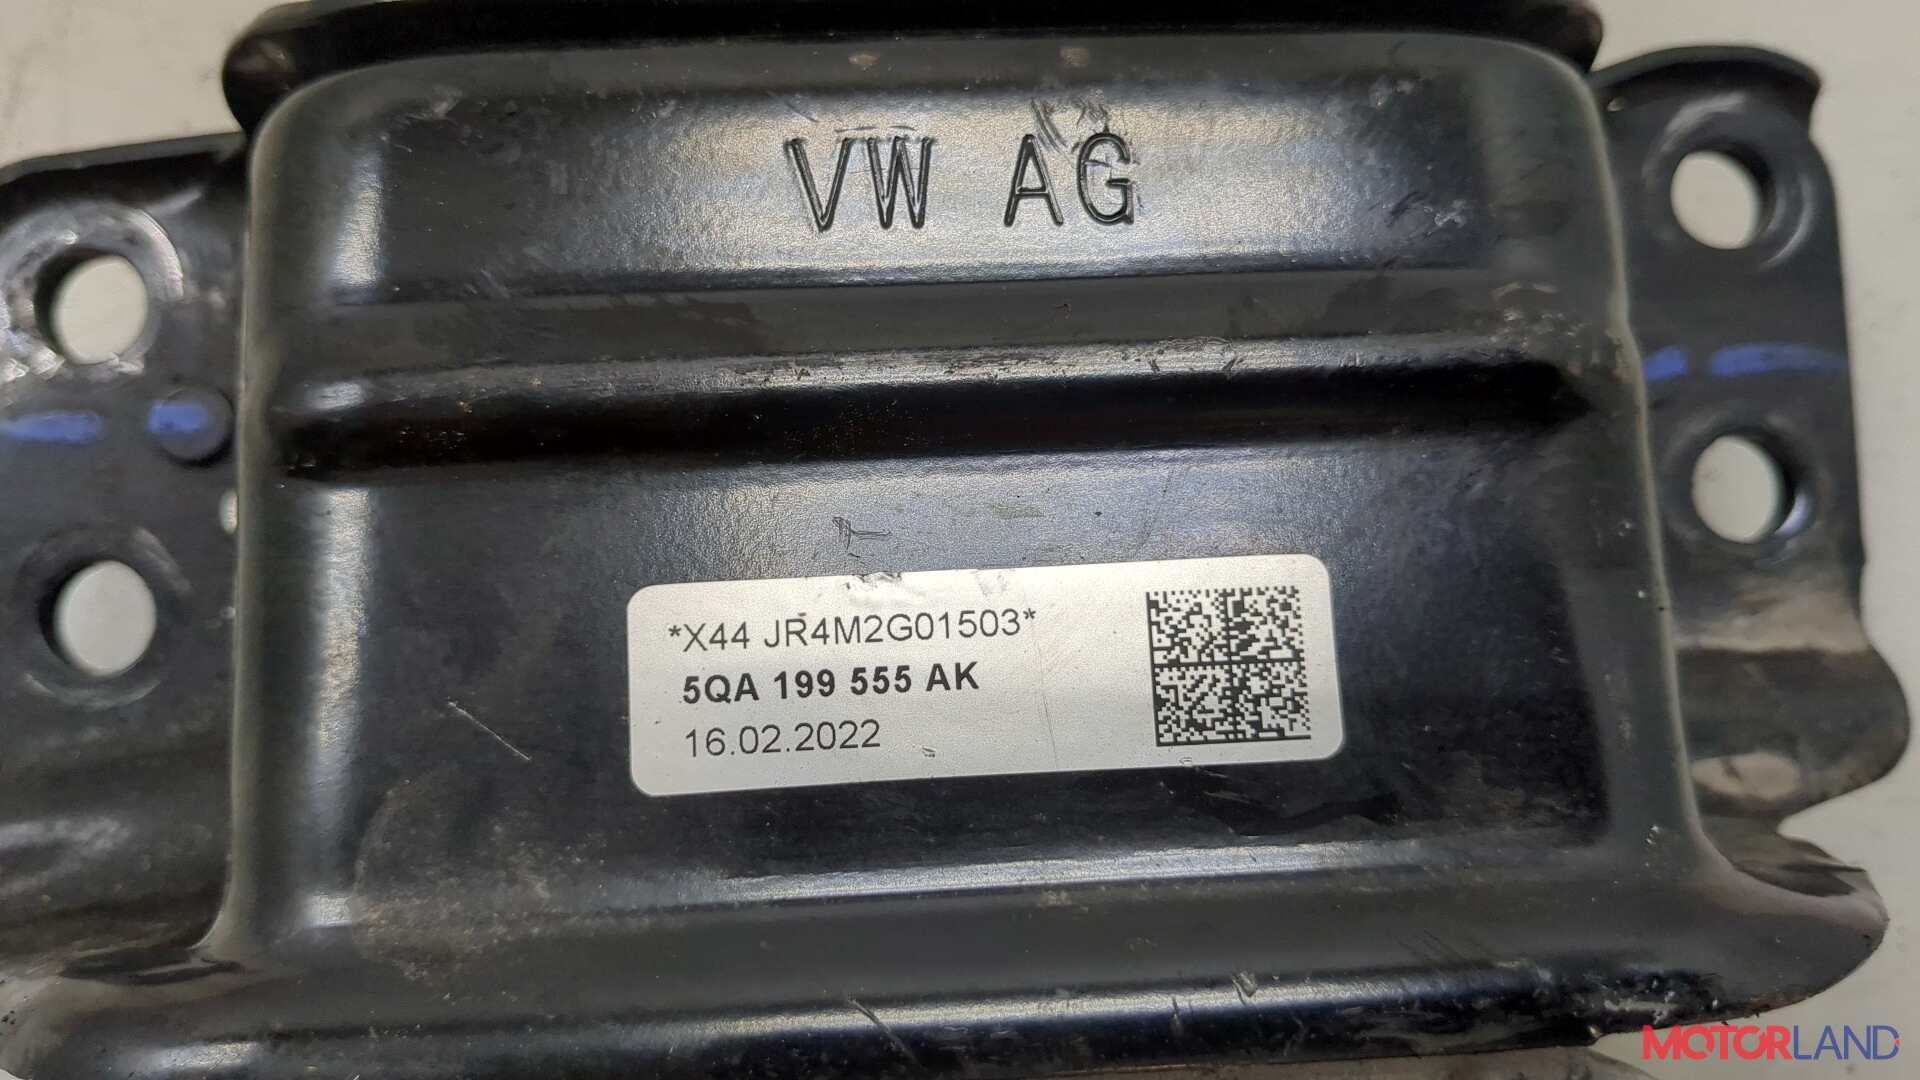 VW AG
*X44 JR4M2G01503*
5QA 199 555 AK
16.02.2022
MOTORLAND